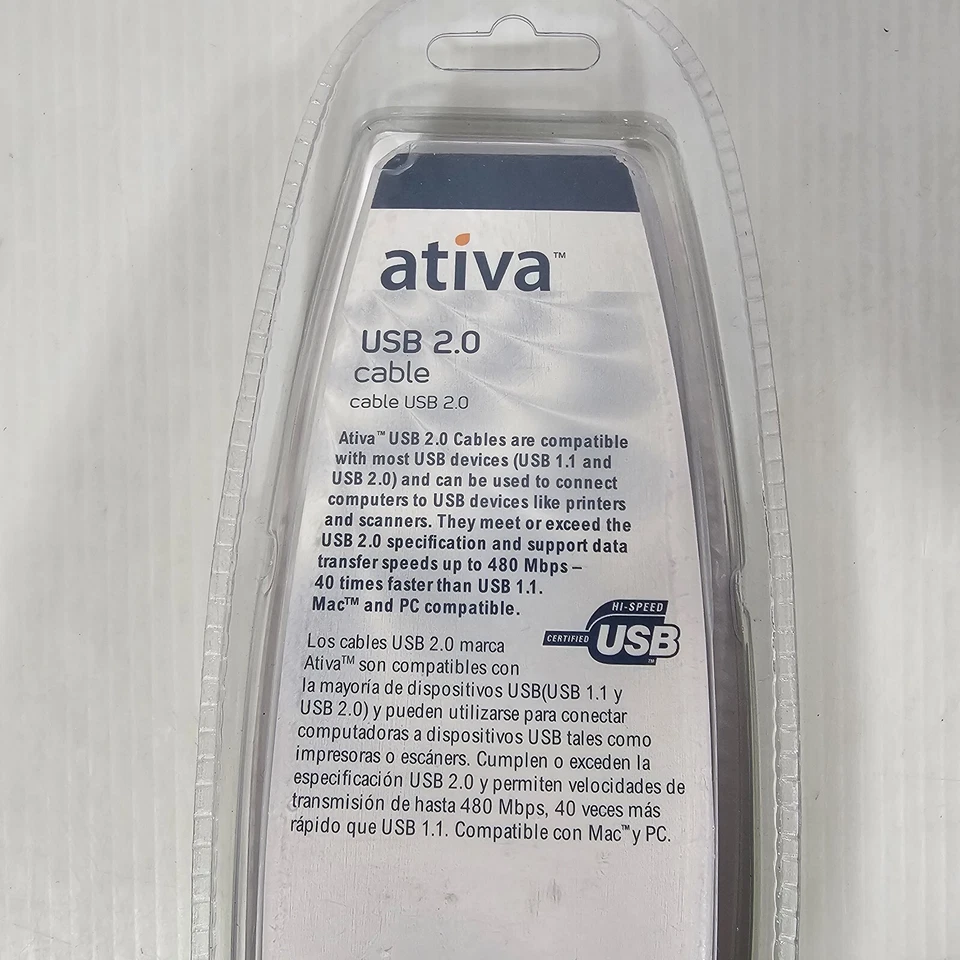 ativa™
USB 2.0
cable
cable USB 2.0
Ativa™ USB 2.0 Cables are compatible
with most USB devices (USB 1.1 and
USB 2.0) and can be used to connect
computers to USB devices like printers
and scanners. They meet or exceed the
USB 2.0 specification and support data
transfer speeds up to 480 Mbps –
40 times faster than USB 1.1.
Mac™ and PC compatible.
HI-SPEED
CERTIFIED USB™
Los cables USB 2.0 marca
Ativa™ son compatibles con
la mayoría de dispositivos USB(USB 1.1 y
USB 2.0) y pueden utilizarse para conectar
computadoras a dispositivos USB tales como
impresoras o escáners. Cumplen o exceden la
especificación USB 2.0 y permiten velocidades de
transmisión de hasta 480 Mbps, 40 veces más
rápido que USB 1.1. Compatible con Mac™ y PC.